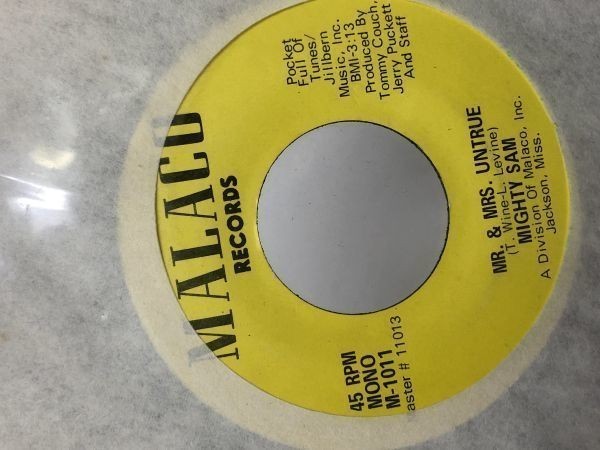 MALACO
RECORDS
Pocket
Full Of
Tunes/
Jillbern
Music, Inc.
BMI-3:13
Produced By
Tommy Couch,
Jerry Puckett
And Staff
45 RPM
MONO
M-1011
aster # 11013
MR. & MRS. UNTRUE
(T. Wine-L. Levine)
MIGHTY SAM
A Division Of Malaco, Inc.
Jackson, Miss.